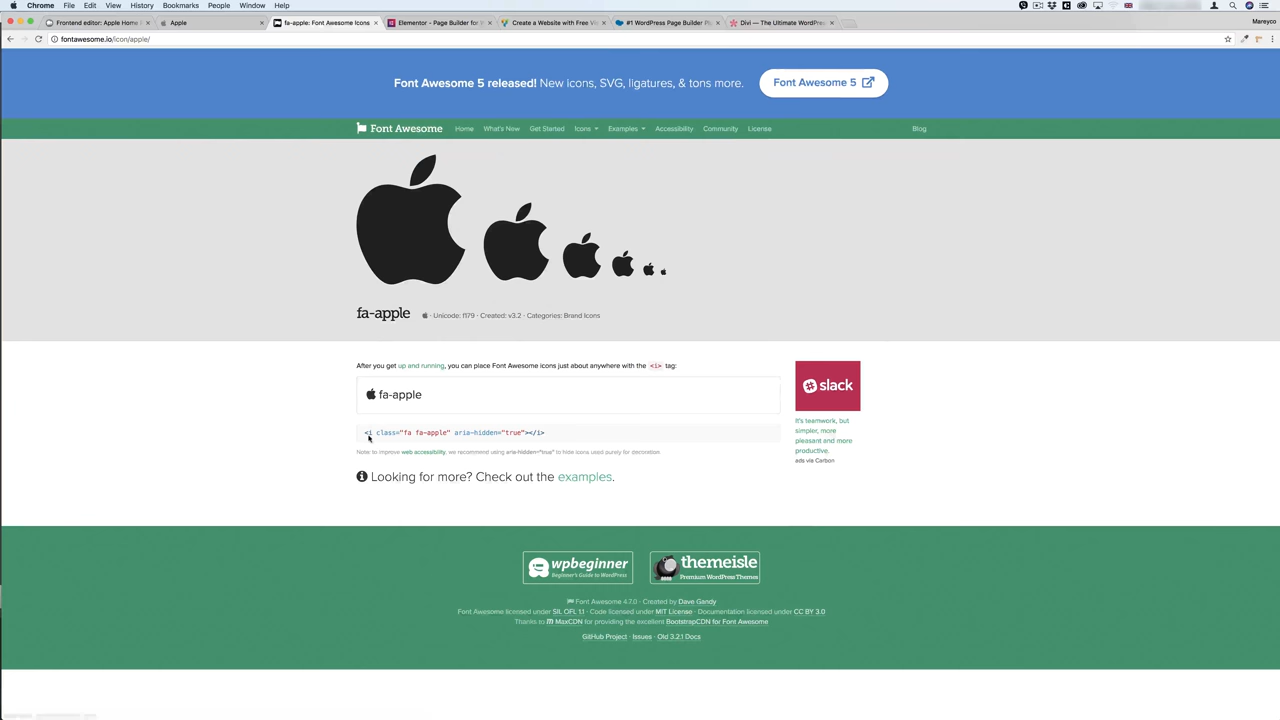 Chrome File Edit View History Bookmarks People Window Help
Frontend editor: Apple Home
Apple
fa-apple: Font Awesome Icons
Elementor - Page Builder for
Create a Website with Free
#1 WordPress Page Builder
Divi — The Ultimate WordPres
Mareyco
fontawesome.io/icon/apple/
Font Awesome 5 released! New icons, SVG, ligatures, & tons more.
Font Awesome 5
Font Awesome Home What's New Get Started Icons Examples Accessibility Community License Blog
fa-apple · Unicode: f179 · Created: v3.2 · Categories: Brand Icons
After you get up and running, you can place Font Awesome icons just about anywhere with the <i> tag:
fa-apple
<i class="fa fa-apple" aria-hidden="true"></i>
Note: to improve web accessibility, we recommend using aria-hidden="true" to hide icons used purely for decoration
Looking for more? Check out the examples.
slack
It's teamwork, but
simpler, more
pleasant and more
productive.
ads via Carbon
wpbeginner
Beginner's Guide to WordPress
themeisle
Premium WordPress Themes
Font Awesome 4.7.0 · Created by Dave Gandy
Font Awesome licensed under SIL OFL 1.1 · Code licensed under MIT License · Documentation licensed under CC BY 3.0
Thanks to MaxCDN for providing the excellent BootstrapCDN for Font Awesome
GitHub Project · Issues · Old 3.2.1 Docs